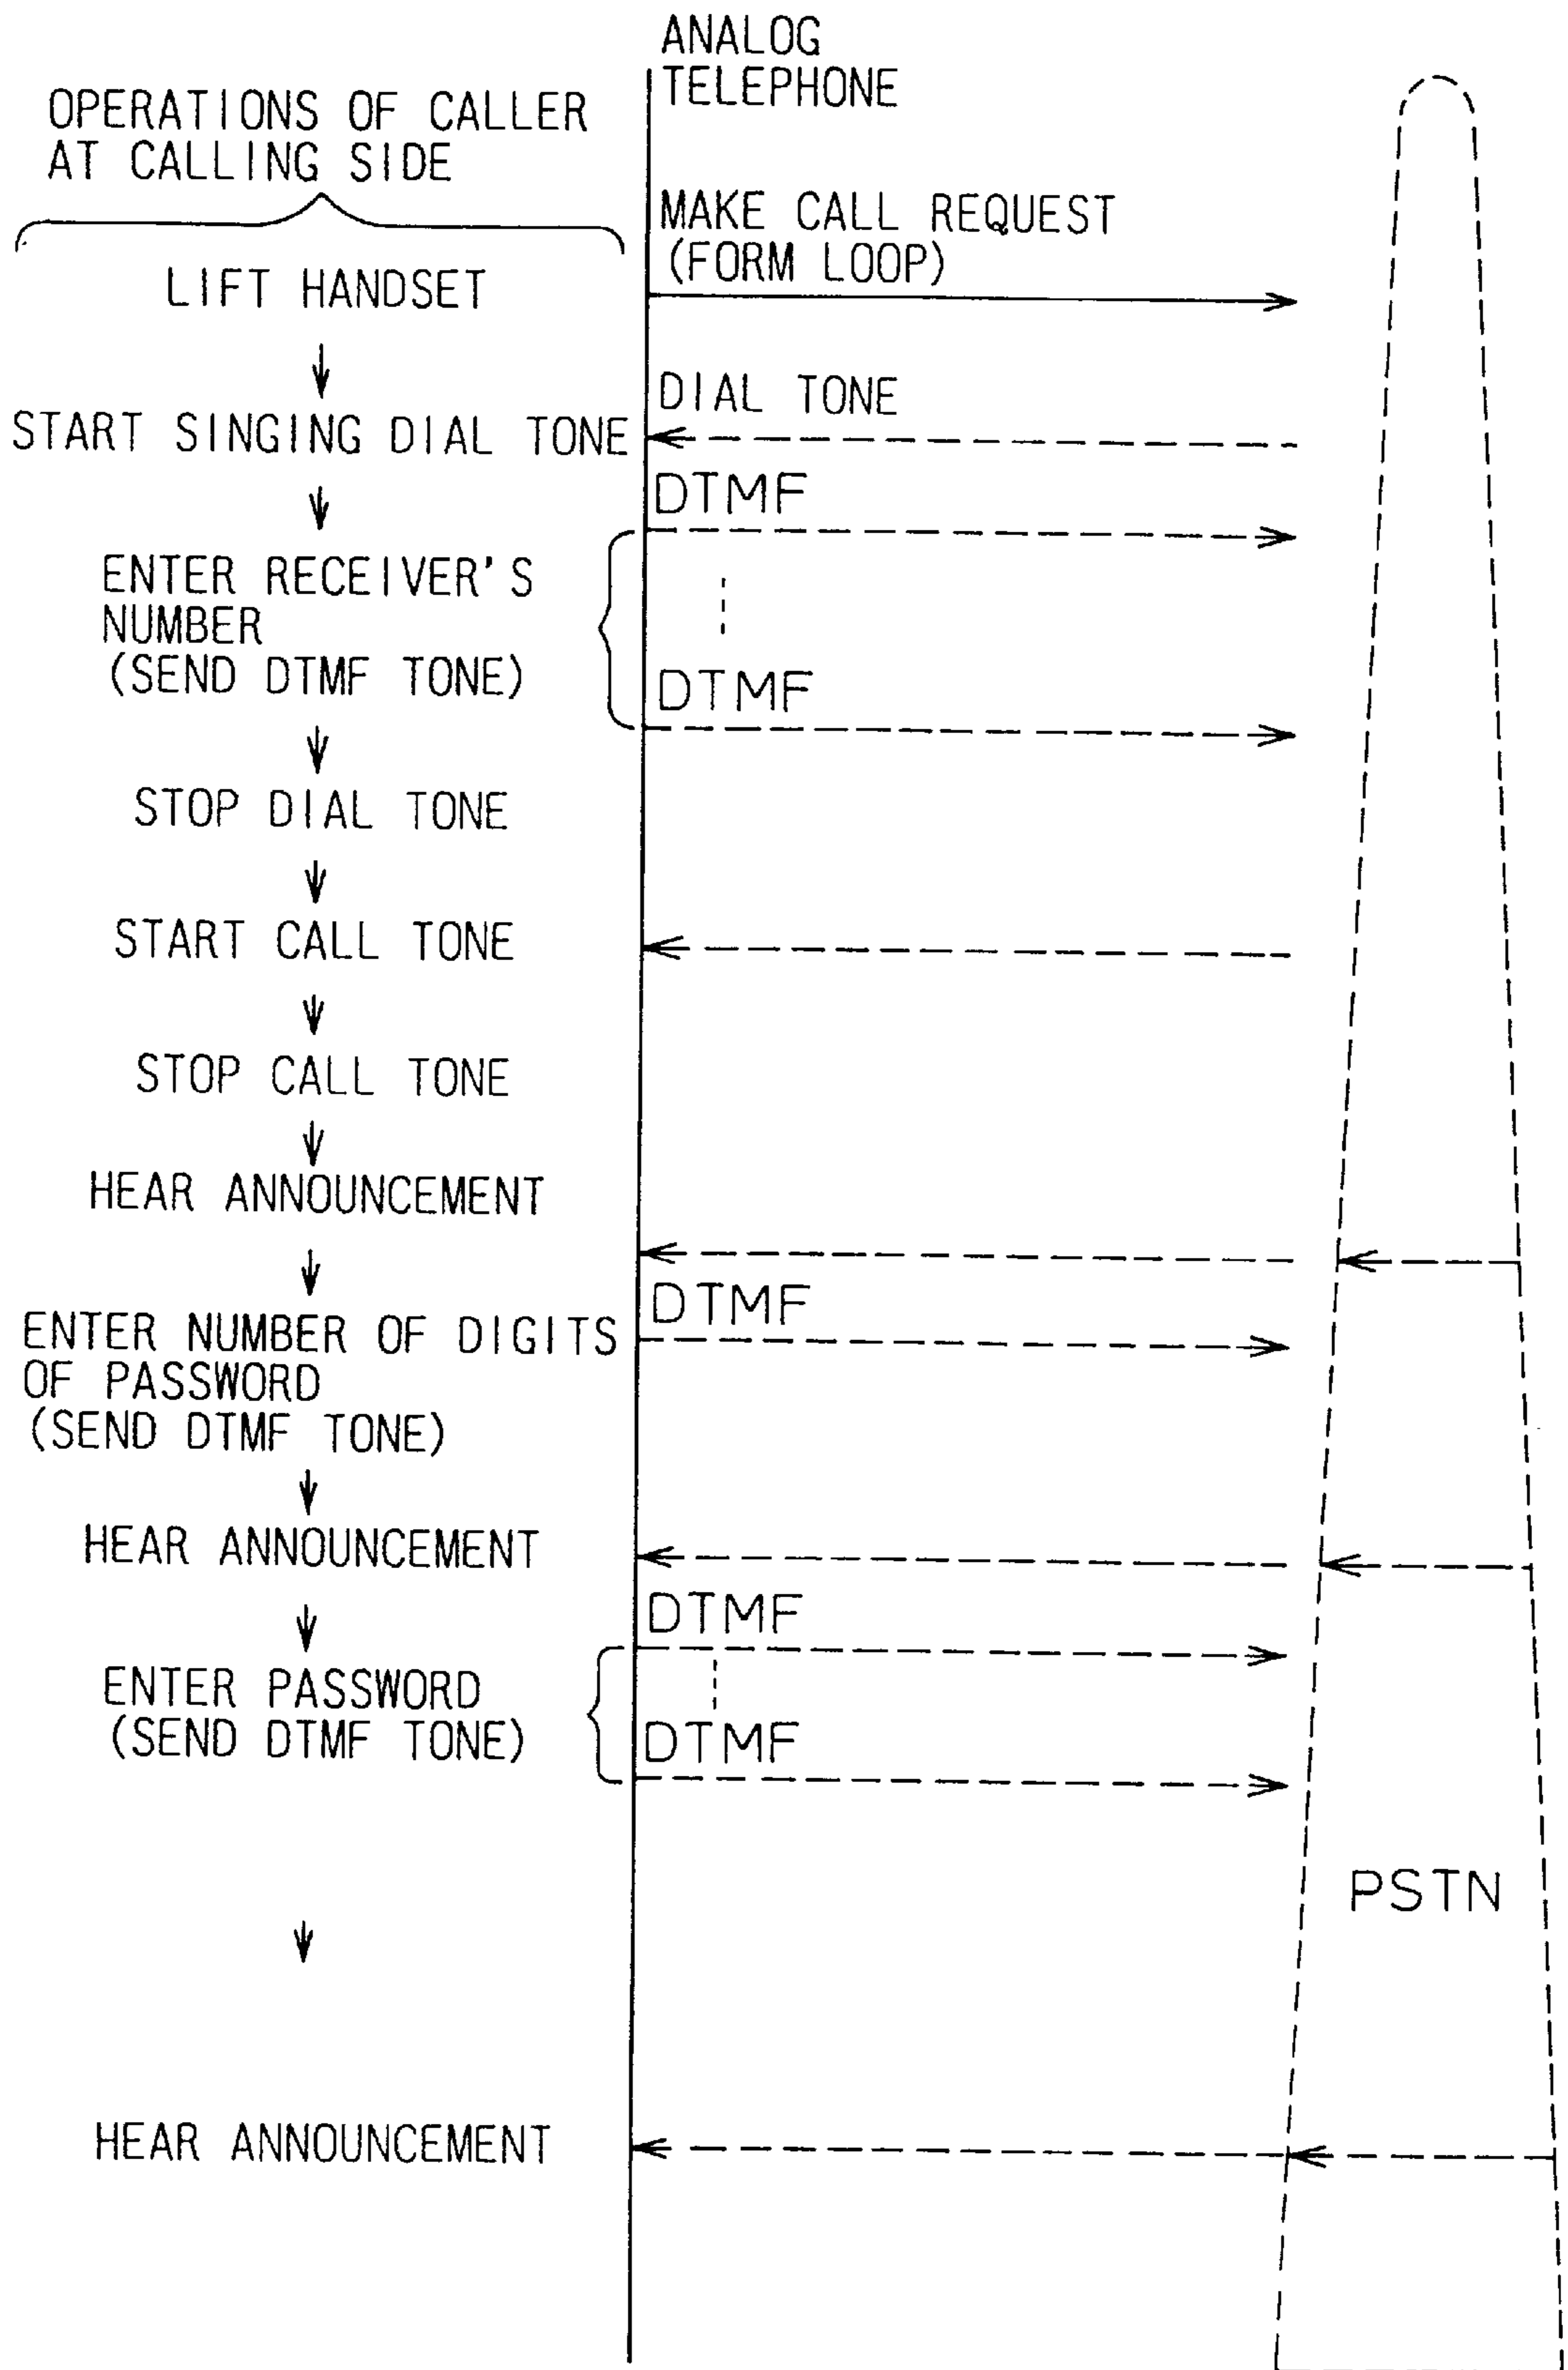 ANALOG
TELEPHONE
OPERATIONS OF CALLER
AT CALLING SIDE
MAKE CALL REQUEST
(FORM LOOP)
LIFT HANDSET
DIAL TONE
START SINGING DIAL TONE
DTMF
ENTER RECEIVER'S
NUMBER
(SEND DTMF TONE)
DTMF
STOP DIAL TONE
START CALL TONE
STOP CALL TONE
HEAR ANNOUNCEMENT
DTMF
ENTER NUMBER OF DIGITS
OF PASSWORD
(SEND DTMF TONE)
HEAR ANNOUNCEMENT
DTMF
ENTER PASSWORD
(SEND DTMF TONE)
DTMF
PSTN
HEAR ANNOUNCEMENT